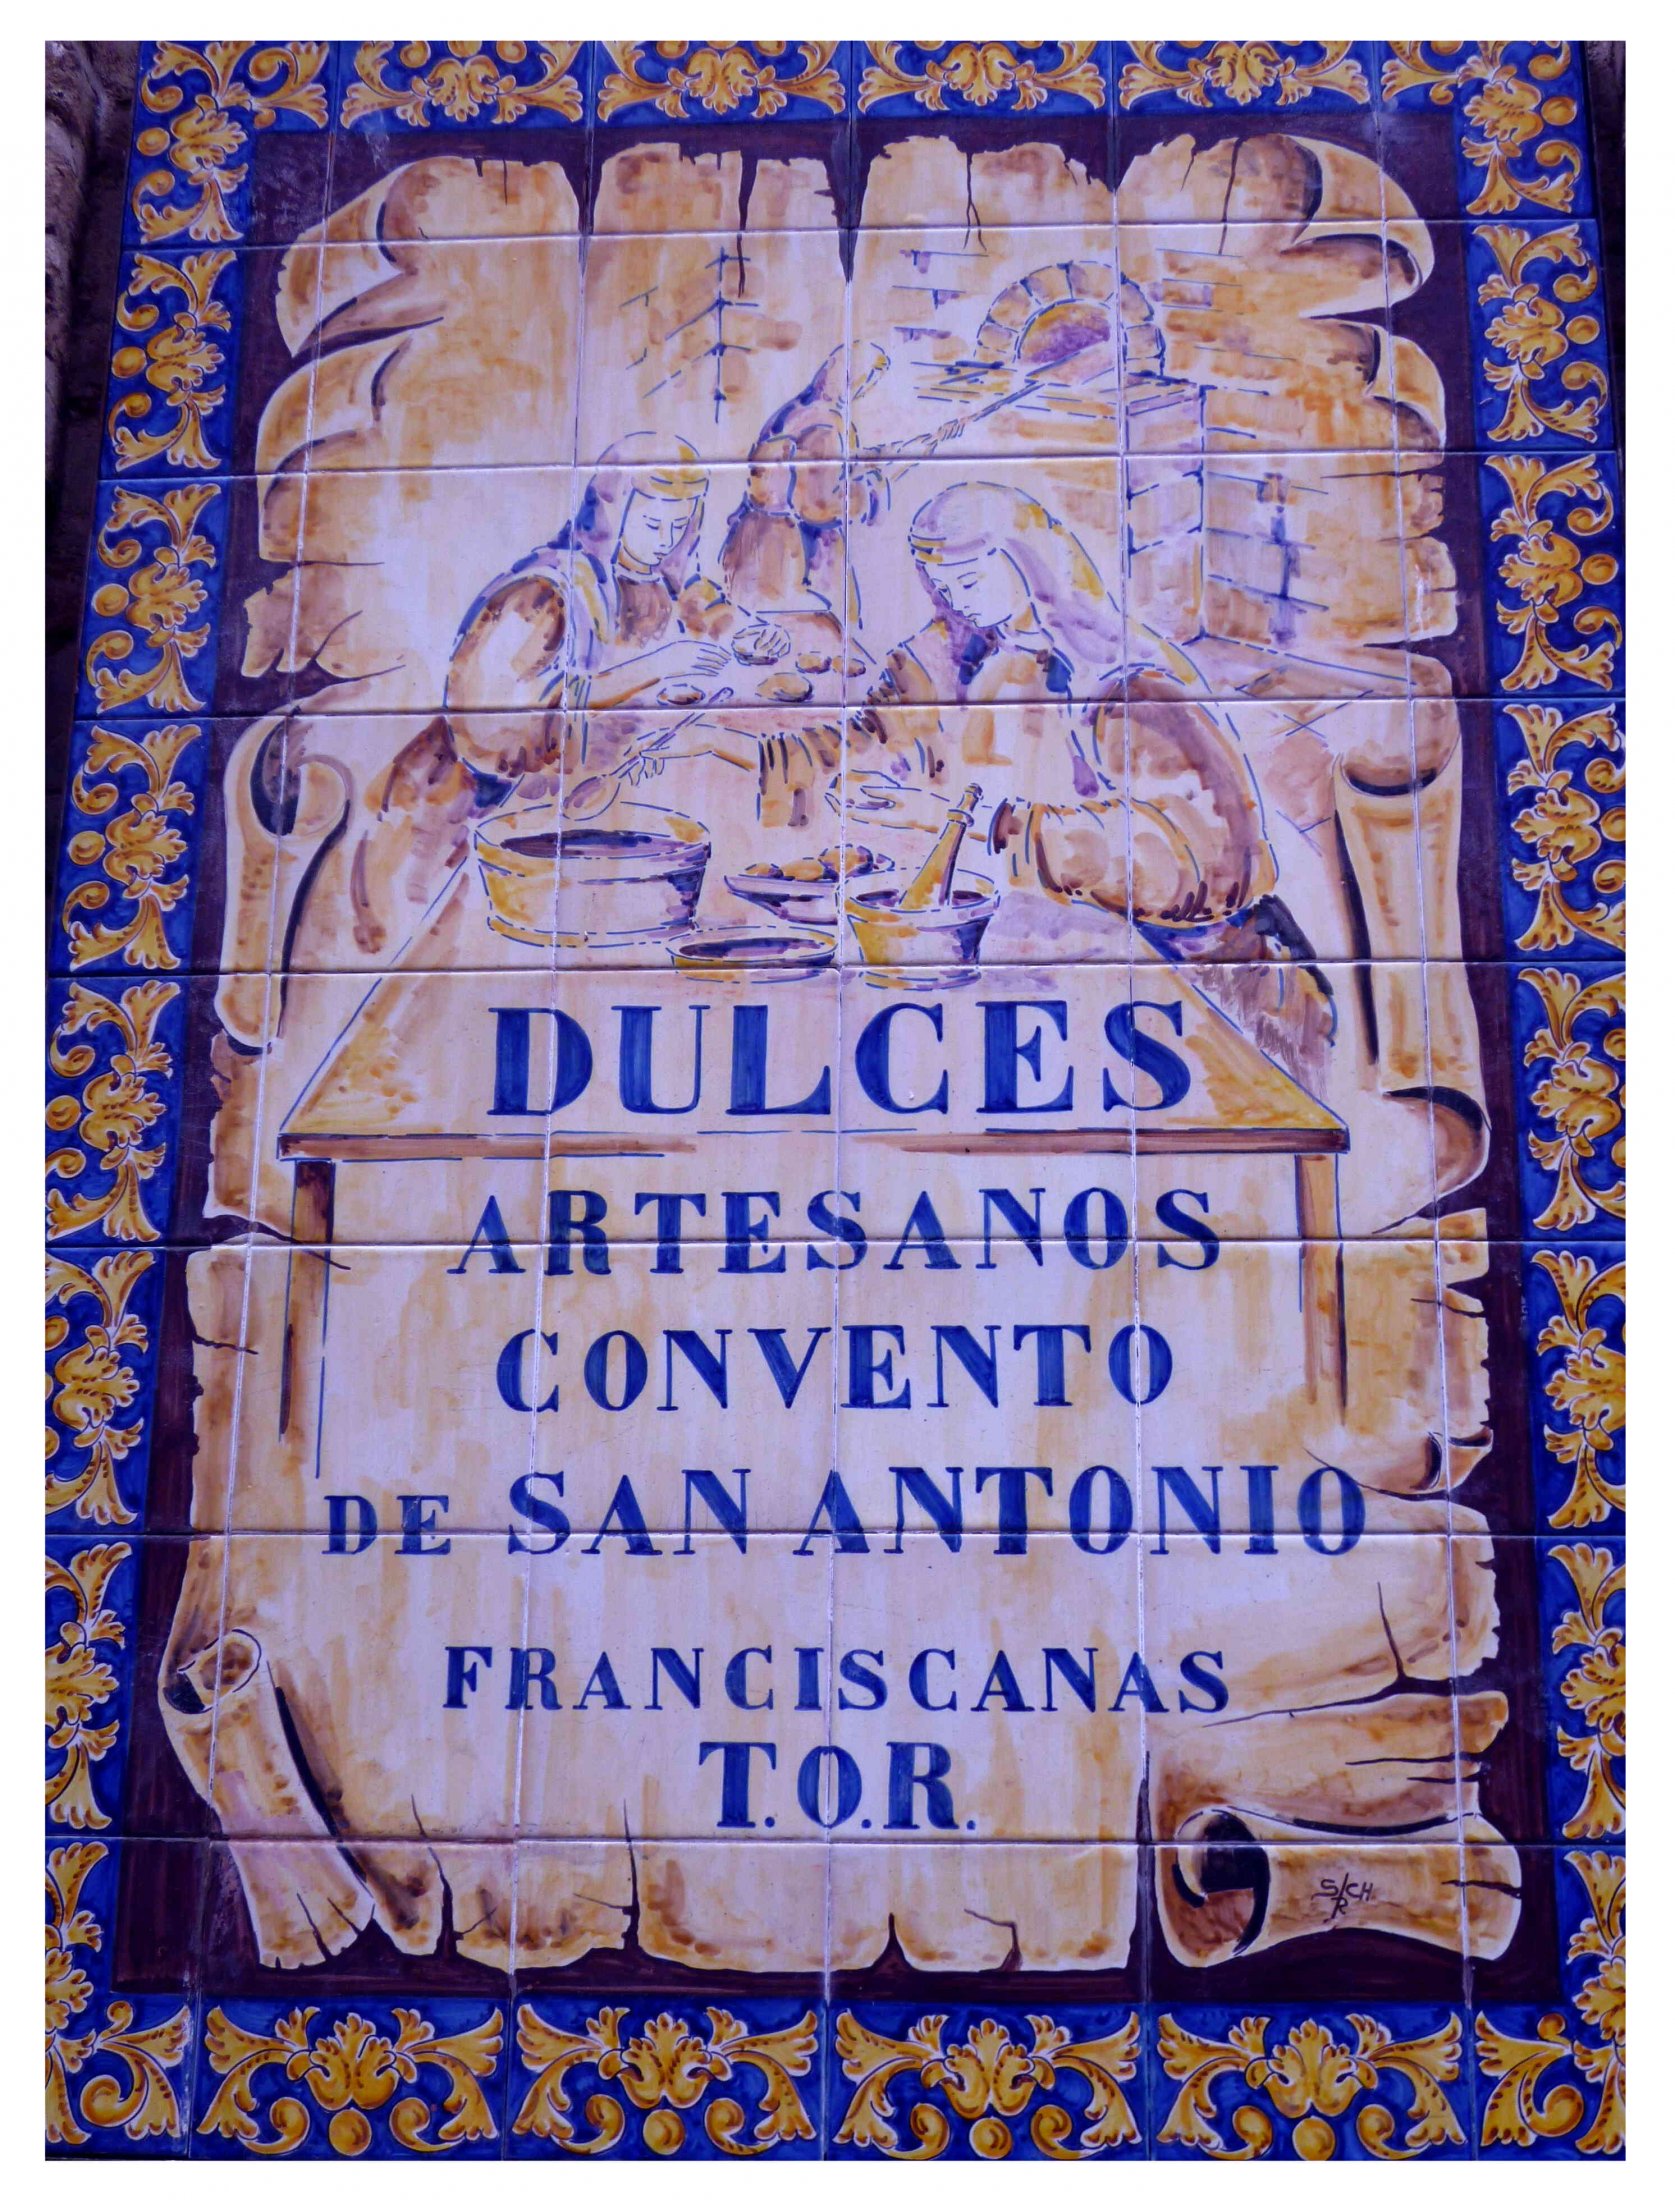 DULCES
ARTESANOS
CONVENTO
DE SAN ANTONIO
FRANCISCANAS
T.O.R.